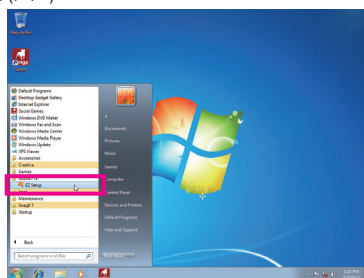 Recycle Bin
zynga
Games
Default Programs
Desktop Gadget Gallery
Internet Explorer
Social Games
Windows DVD Maker
Windows Fax and Scan
Windows Media Center
Windows Media Player
Windows Update
XPS Viewer
Accessories
Creative
Games
EZ Setup
Maintenance
SnagIt 7
Startup
Back
Search programs and files
Documents
Pictures
Music
Games
Computer
Control Panel
Devices and Printers
Default Programs
Help and Support